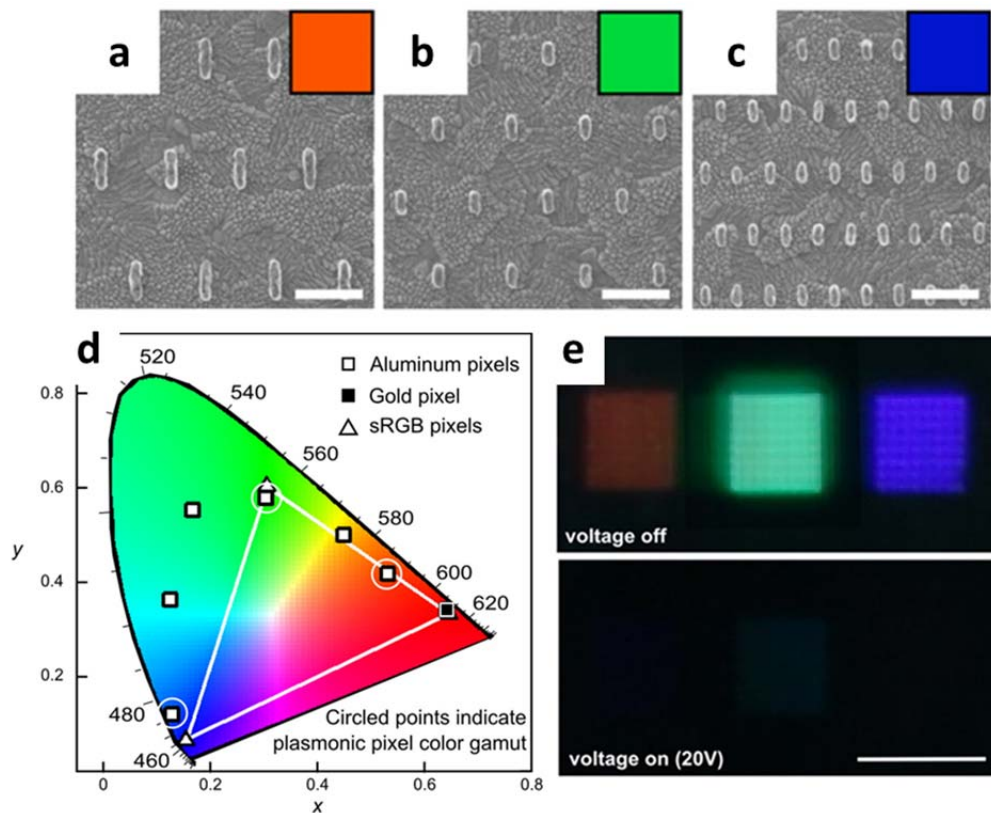 a
b
c
d
520
540
560
580
600
620
480
460
0.8
0.6
0.4
0.2
y
0
0.2
0.4
0.6
0.8
x
Aluminum pixels
Gold pixel
sRGB pixels
Circled points indicate
plasmonic pixel color gamut
e
voltage off
voltage on (20V)